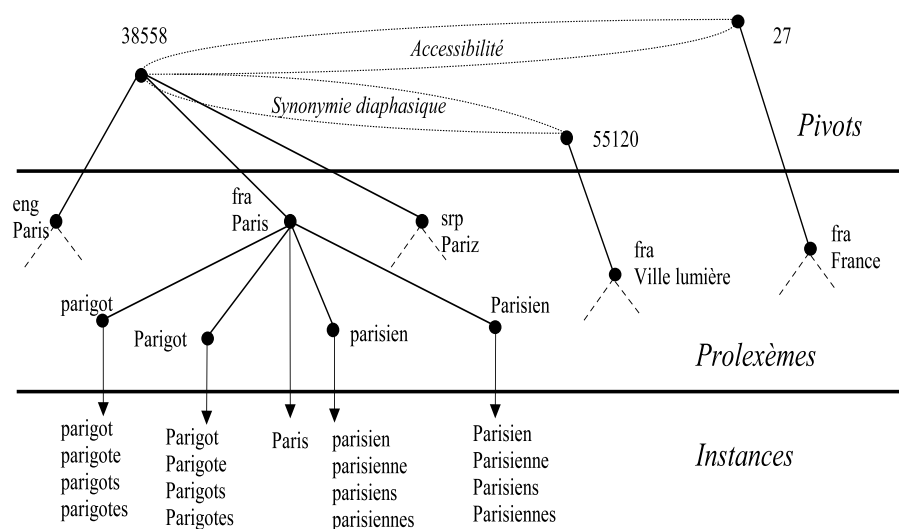 38558
27
Accessibilité
Synonymie diaphasique
Pivots
55120
eng
Paris
fra
Paris
srp
Pariz
fra
Ville lumière
fra
France
parigot
Parigot
parisien
Parisien
Prolexèmes
parigot
parigote
parigots
parigotes
Parigot
Parigote
Parigots
Parigotes
Paris
parisien
parisienne
parisiens
parisiennes
Parisien
Parisienne
Parisiens
Parisiennes
Instances